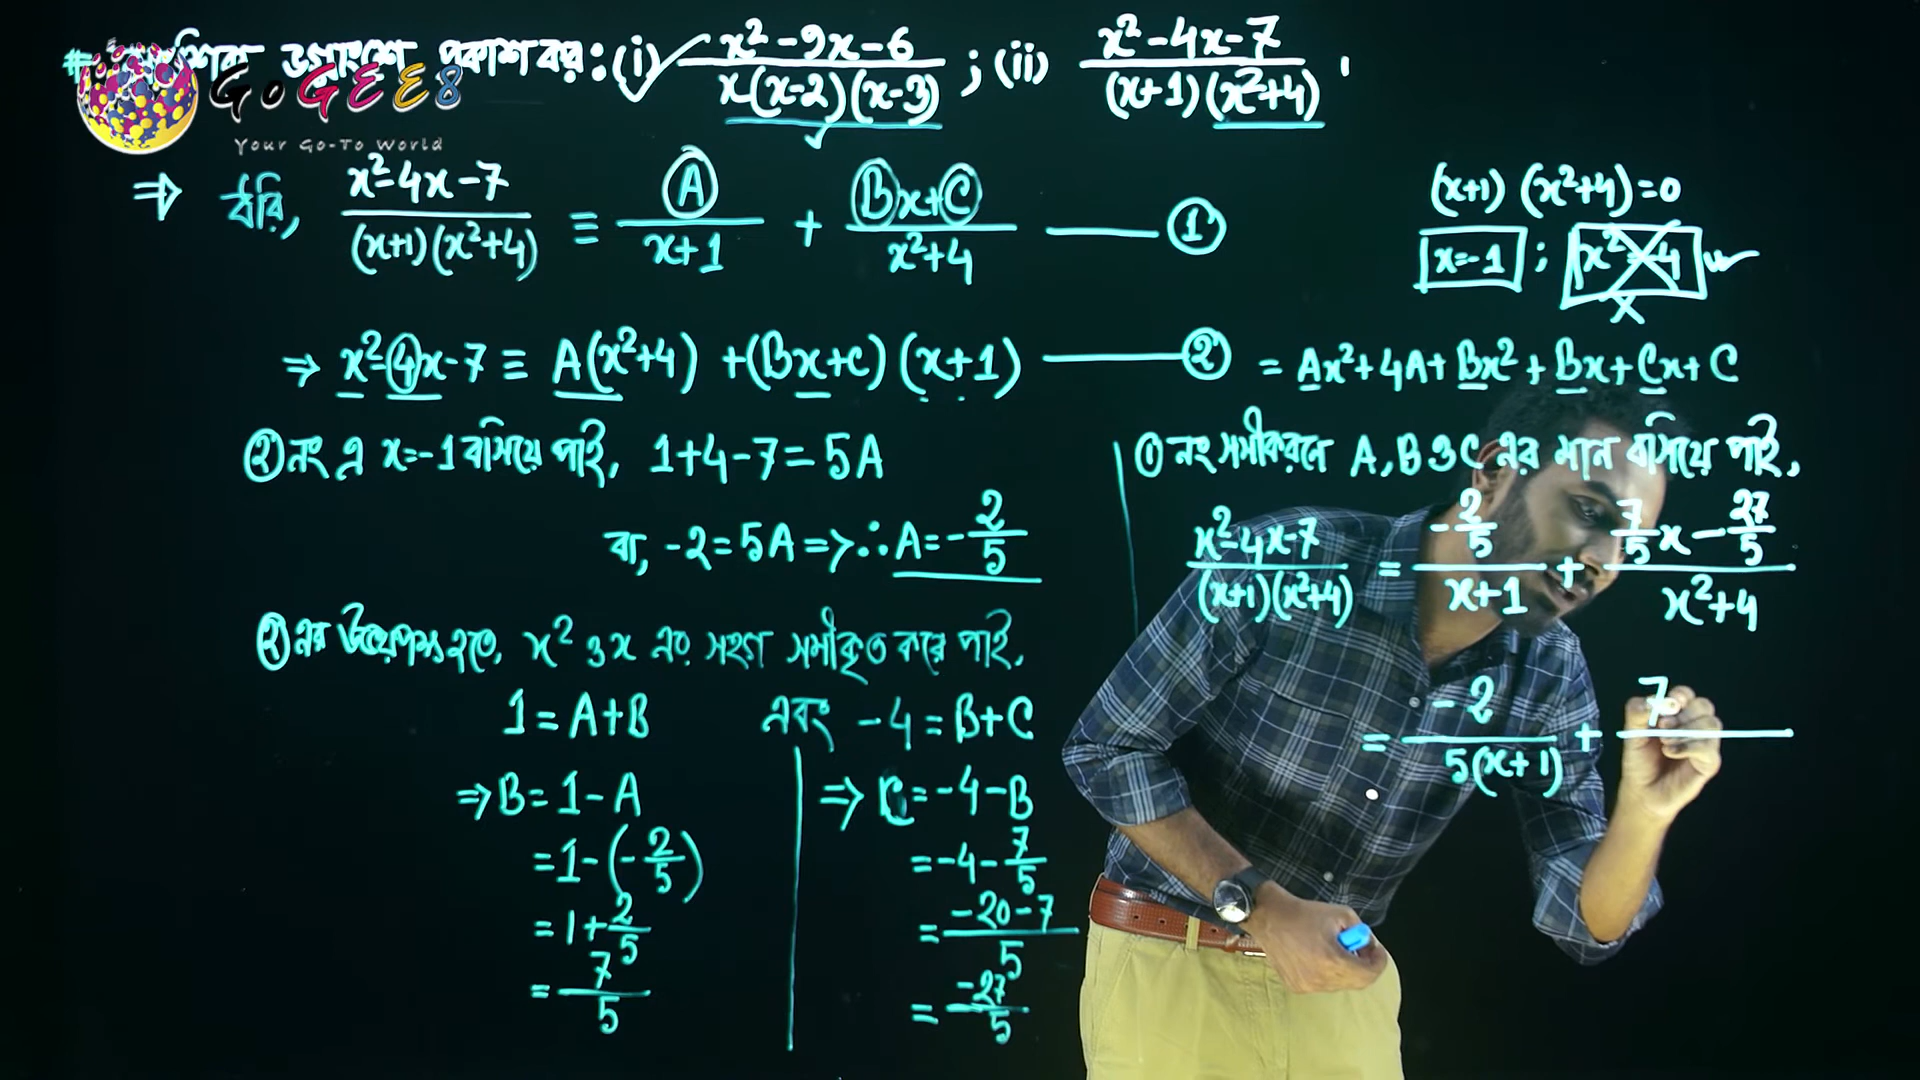 ভগ্নাংশে প্রকাশ কর: (i) x²-9x-6 / x(x-2)(x-3) ; (ii) x²-4x-7 / (x+1)(x²+4) ।
GOGEE8
Your Go-To World
⇒ ধরি, x²-4x-7 / (x+1)(x²+4) ≡ A / x+1 + Bx+C / x²+4 —— ①
(x+1) (x²+4)=0
x=-1 ; x²=-4
⇒ x²-4x-7 ≡ A(x²+4) +(Bx+C) (x+1) —— ②
= Ax²+4A+Bx²+Bx+Cx+C
② নং এ x=-1 বসিয়ে পাই, 1+4-7=5A
বা, -2=5A => ∴ A=-2/5
② এর উভয়পক্ষ হতে, x² ও x এর সহগ সমীকৃত করে পাই,
1=A+B
⇒ B=1-A
=1-(-2/5)
=1+2/5
=7/5
এবং -4=B+C
⇒ C=-4-B
=-4-7/5
=-20-7 / 5
=-27/5
① নং সমীকরনে A, B ও C এর মান বসিয়ে পাই,
x²-4x-7 / (x+1)(x²+4) = -2/5 / x+1 + 7/5x-27/5 / x²+4
= -2 / 5(x+1) + 7